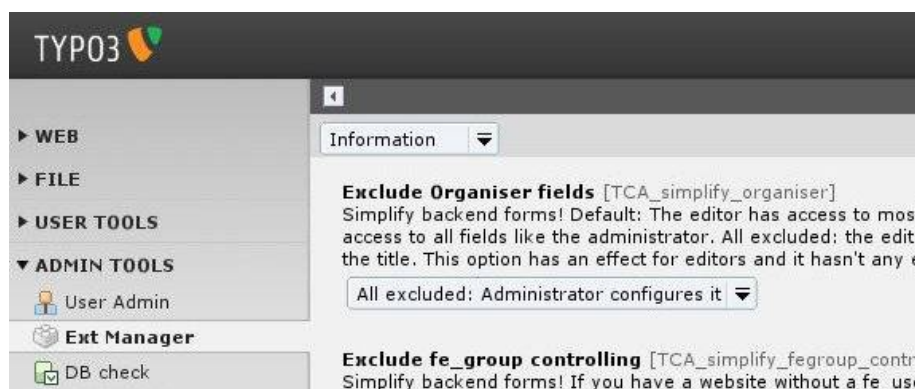 TYPO3
WEB
FILE
USER TOOLS
ADMIN TOOLS
User Admin
Ext Manager
DB check
Information
Exclude Organiser fields [TCA_simplify_organiser]
Simplify backend forms! Default: The editor has access to mos
access to all fields like the administrator. All excluded: the edit
the title. This option has an effect for editors and it hasn't any e
All excluded: Administrator configures it
Exclude fe_group controlling [TCA_simplify_fegroup_contr
Simplify backend forms! If you have a website without a fe_use